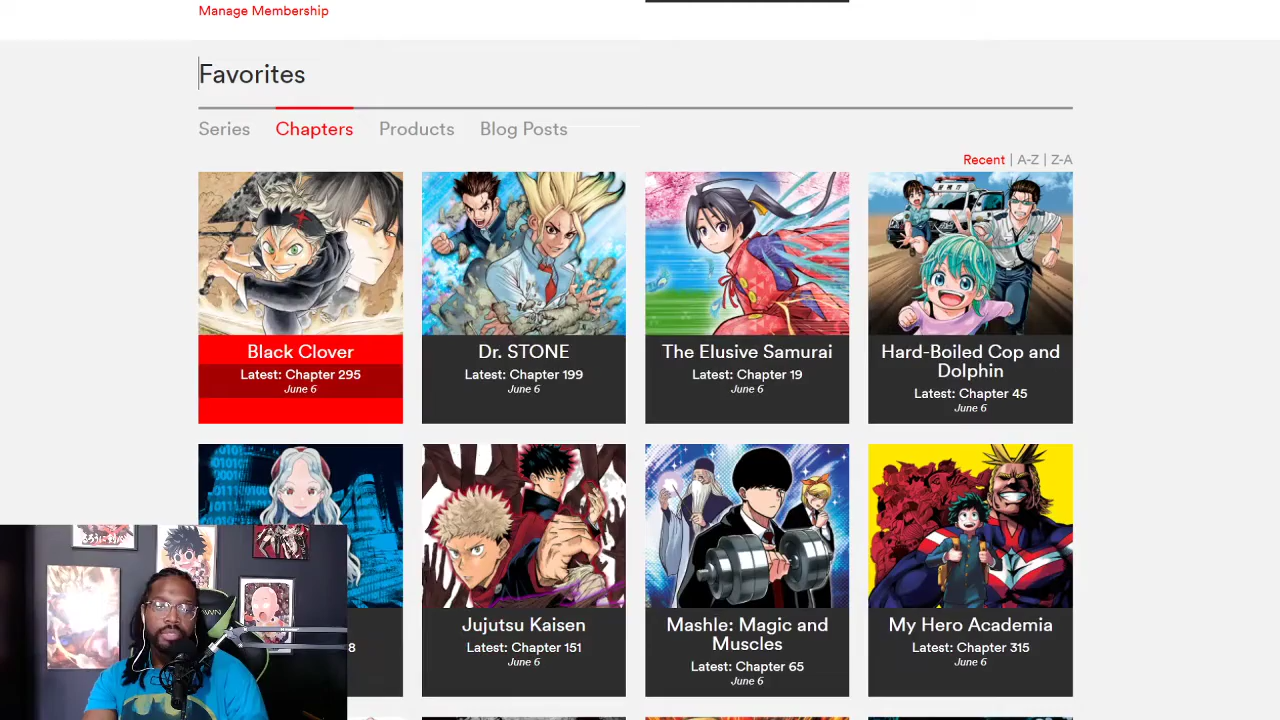 Manage Membership
Favorites
Series Chapters Products Blog Posts
Recent | A-Z | Z-A
Black Clover
Latest: Chapter 295
June 6
Dr. STONE
Latest: Chapter 199
June 6
The Elusive Samurai
Latest: Chapter 19
June 6
Hard-Boiled Cop and
Dolphin
Latest: Chapter 45
June 6
8
Jujutsu Kaisen
Latest: Chapter 151
June 6
Mashle: Magic and
Muscles
Latest: Chapter 65
June 6
My Hero Academia
Latest: Chapter 315
June 6